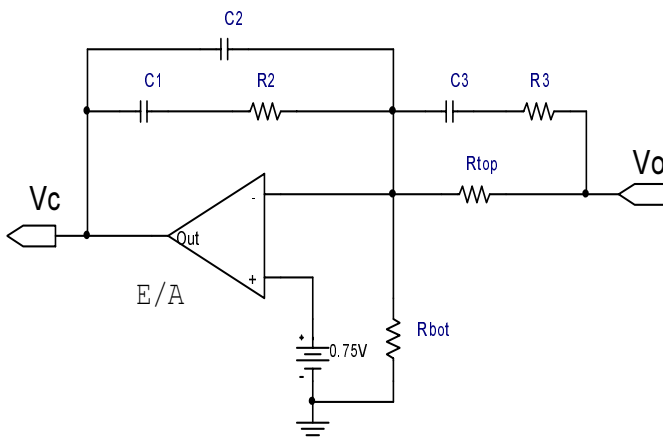 C2
C1
R2
C3
R3
Rtop
Vo
Vc
-
Out
+
E/A
+
0.75V
-
Rbot